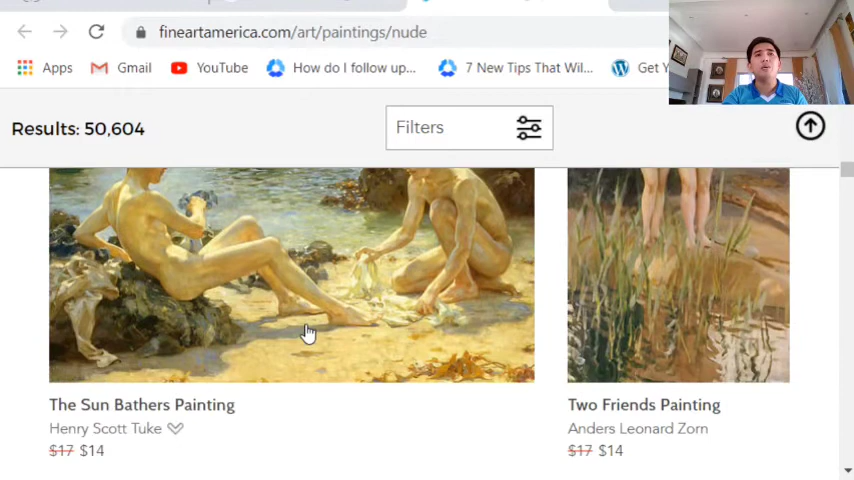 fineartamerica.com/art/paintings/nude
Apps Gmail YouTube How do I follow up... 7 New Tips That Wil... Get Y
Results: 50,604 Filters
The Sun Bathers Painting
Henry Scott Tuke
$17 $14
Two Friends Painting
Anders Leonard Zorn
$17 $14